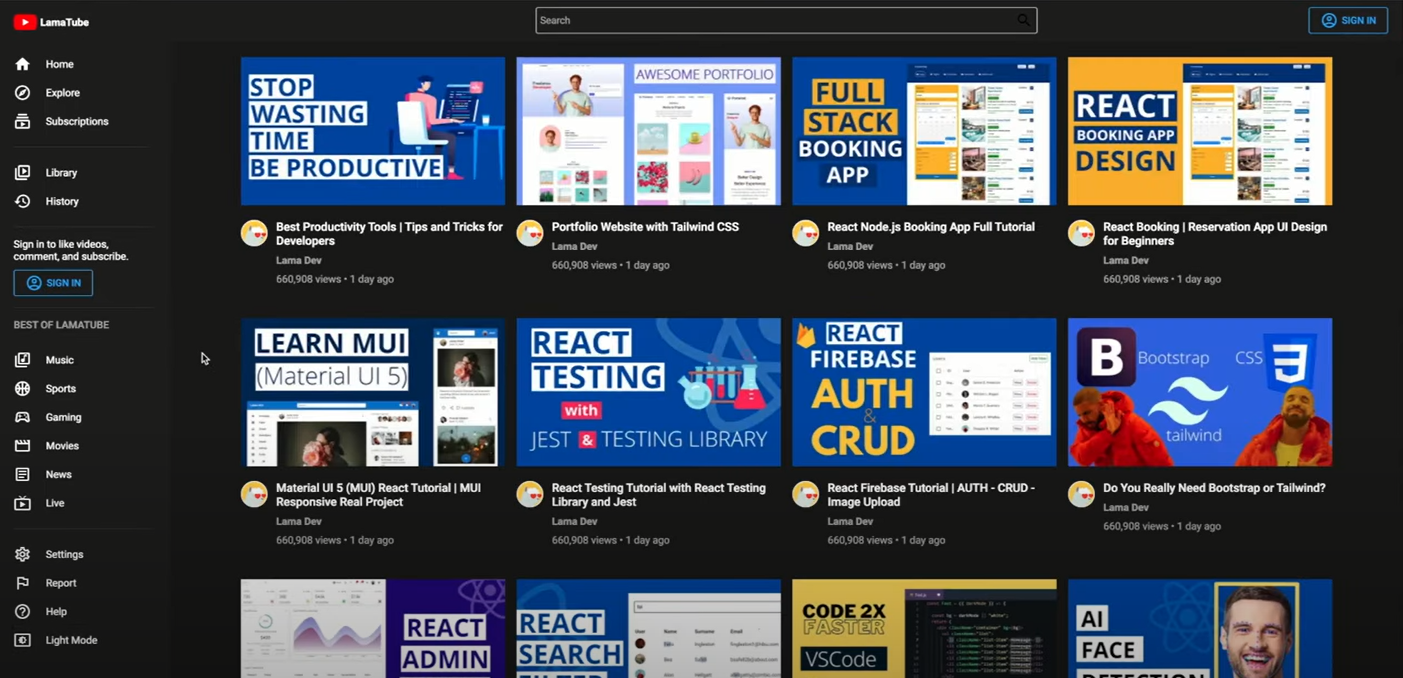 LamaTube
Search
SIGN IN
Home
Explore
Subscriptions
Library
History
Sign in to like videos,
comment, and subscribe.
SIGN IN
BEST OF LAMATUBE
Music
Sports
Gaming
Movies
News
Live
Settings
Report
Help
Light Mode
STOP
WASTING
TIME
BE PRODUCTIVE
Best Productivity Tools | Tips and Tricks for
Developers
Lama Dev
660,908 views • 1 day ago
AWESOME PORTFOLIO
Portfolio Website with Tailwind CSS
Lama Dev
660,908 views • 1 day ago
FULL
STACK
BOOKING
APP
React Node.js Booking App Full Tutorial
Lama Dev
660,908 views • 1 day ago
REACT
BOOKING APP
DESIGN
React Booking | Reservation App UI Design
for Beginners
Lama Dev
660,908 views • 1 day ago
LEARN MUI
(Material UI 5)
Material UI 5 (MUI) React Tutorial | MUI
Responsive Real Project
Lama Dev
660,908 views • 1 day ago
REACT
TESTING
with
JEST & TESTING LIBRARY
React Testing Tutorial with React Testing
Library and Jest
Lama Dev
660,908 views • 1 day ago
REACT
FIREBASE
AUTH
&
CRUD
React Firebase Tutorial | AUTH - CRUD -
Image Upload
Lama Dev
660,908 views • 1 day ago
B Bootstrap CSS
tailwind
Do You Really Need Bootstrap or Tailwind?
Lama Dev
660,908 views • 1 day ago
REACT
ADMIN
REACT
SEARCH
FILTER
User Name Surname Email
CODE 2X
FASTER
VSCode
AI
FACE
DETECTION